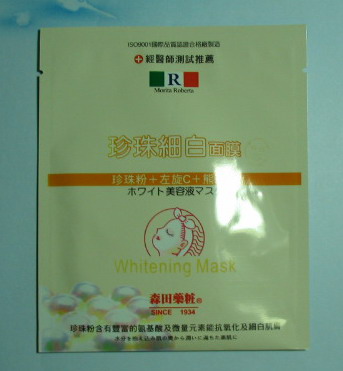 ISO9001國際品質認證合格廠製造
經醫師測試推薦
R
Morita Roberta
珍珠細白面膜
珍珠粉+左旋C+熊
ホワイト美容液マス
Whitening Mask
森田藥粧®
SINCE 1934
珍珠粉含有豐富的氨基酸及微量元素能抗氧化及細白肌膚